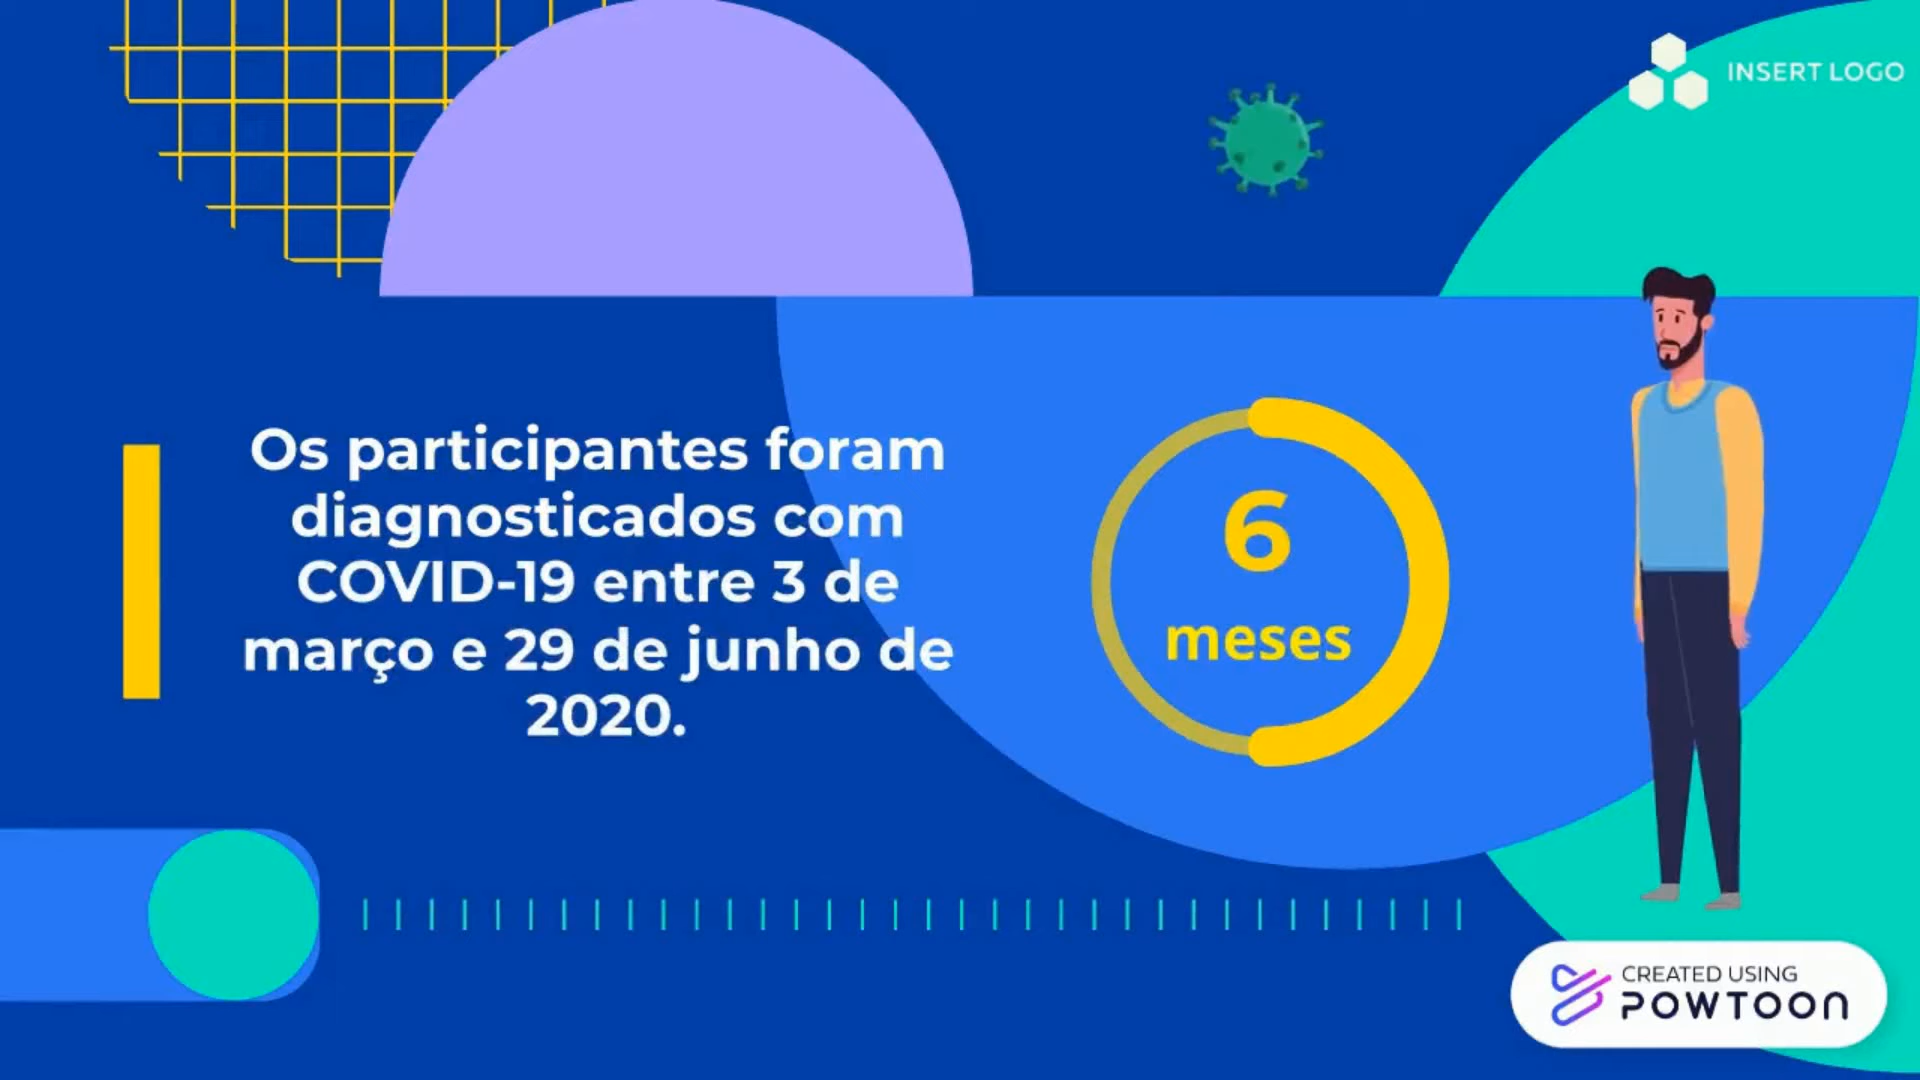 INSERT LOGO
Os participantes foram
diagnosticados com
COVID-19 entre 3 de
março e 29 de junho de
2020.
6
meses
CREATED USING
POWTOON